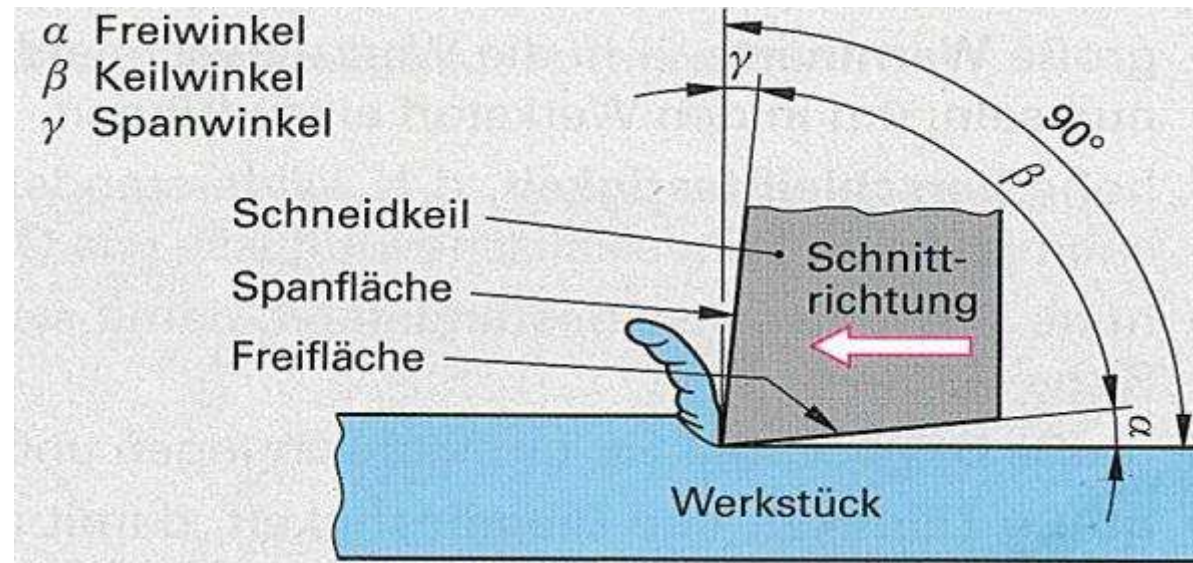 α Freiwinkel
β Keilwinkel
γ Spanwinkel
γ
90°
β
Schneidkeil
Spanfläche
Freifläche
Schnitt-
richtung
α
Werkstück